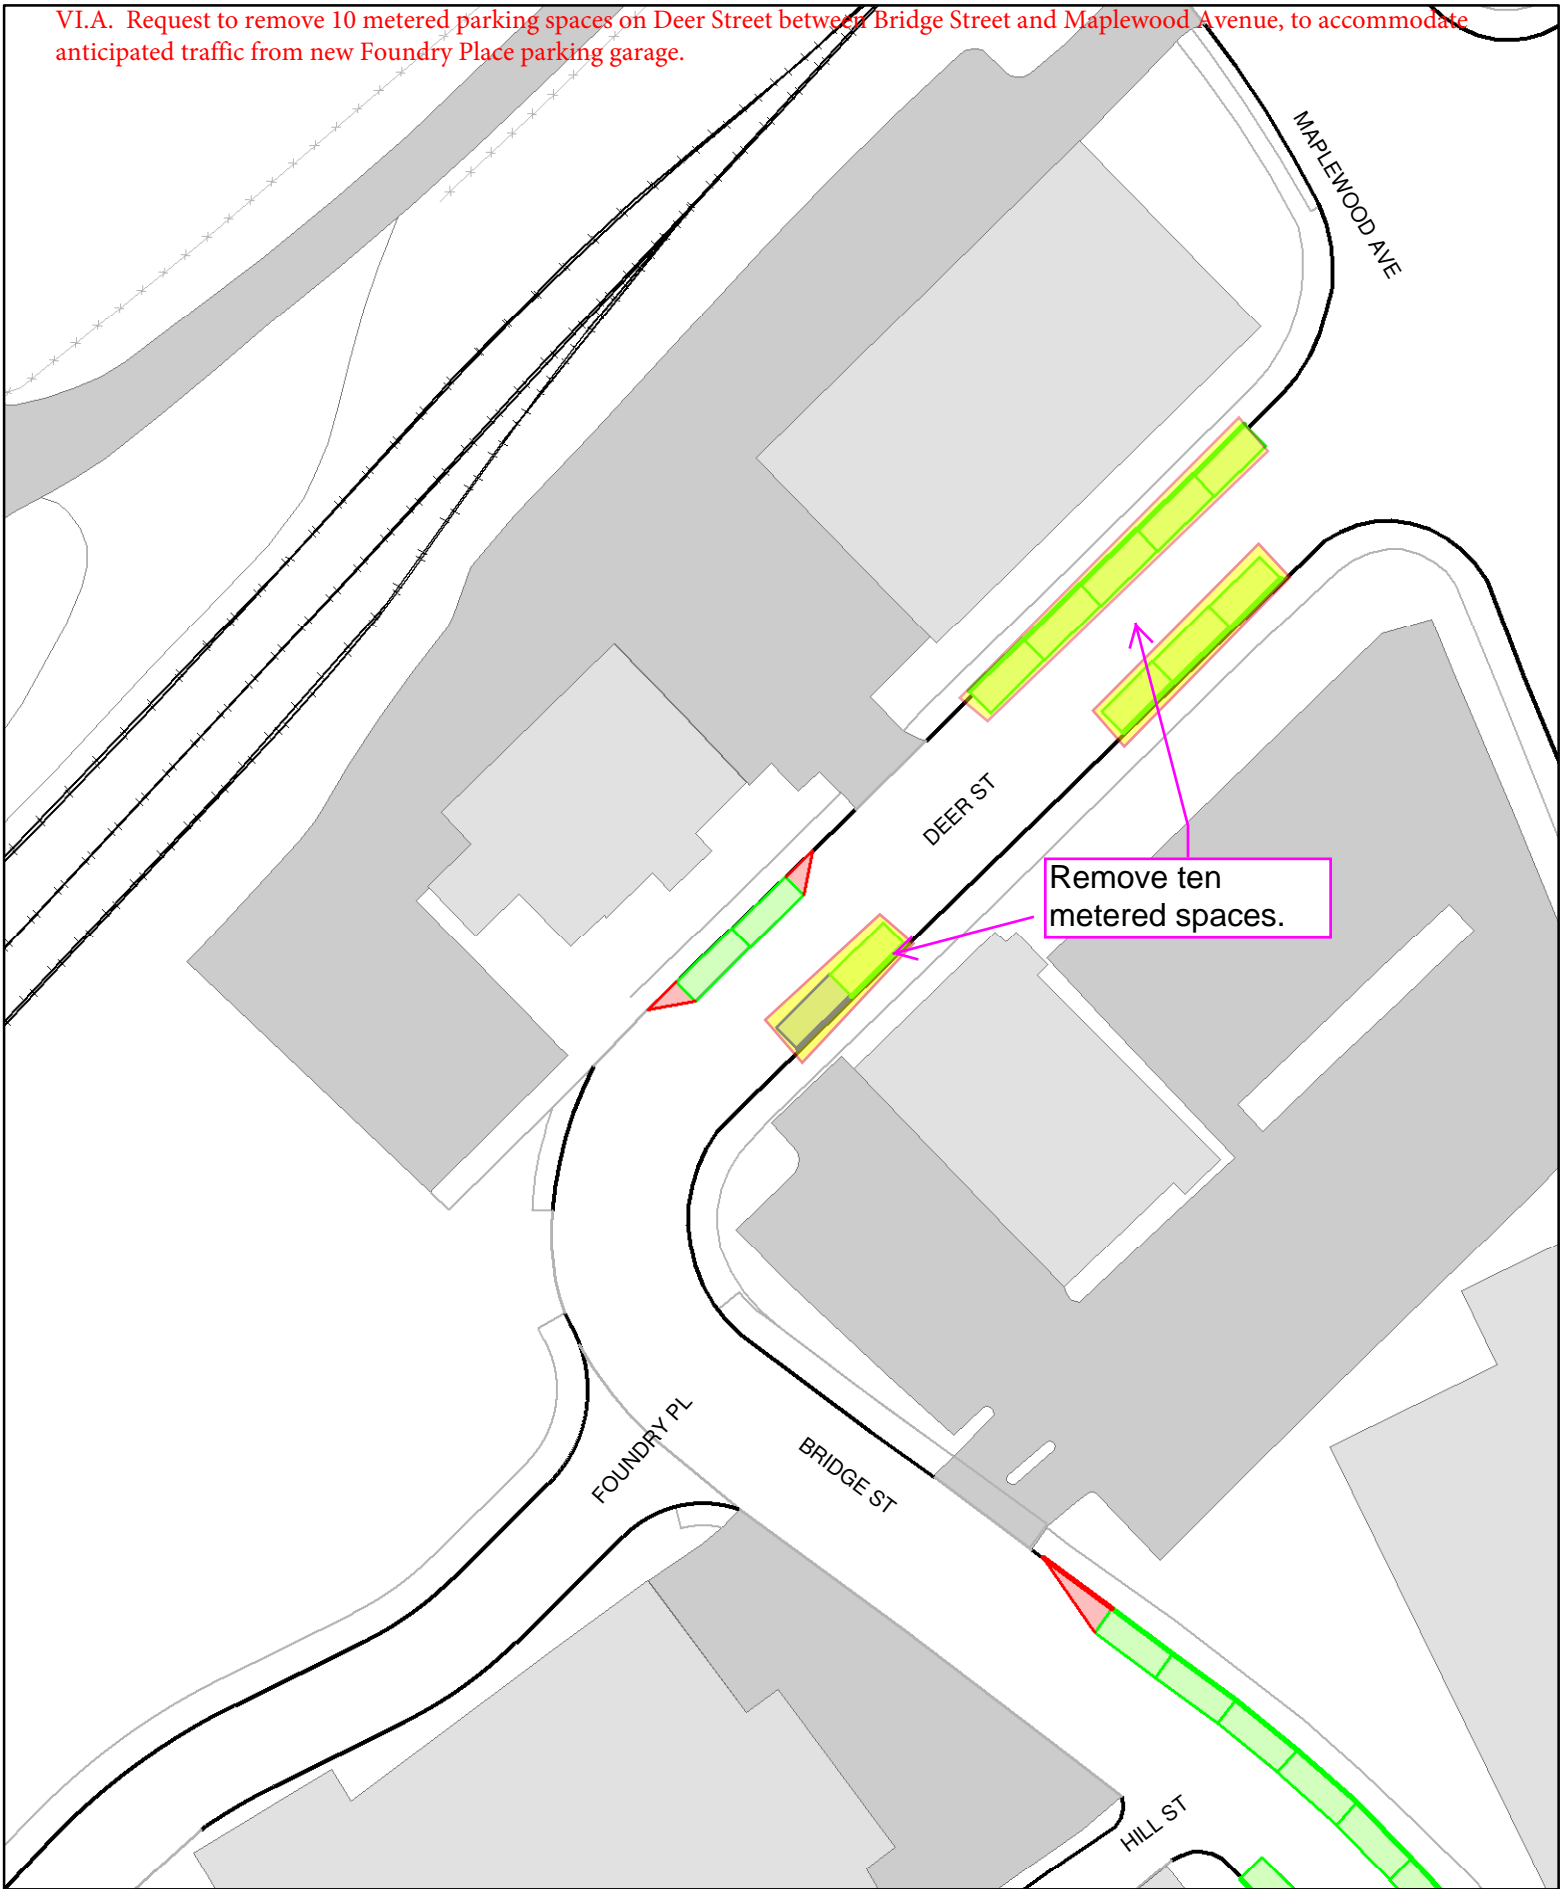 VI.A.  Request to remove 10 metered parking spaces on Deer Street between Bridge Street and Maplewood Avenue, to accommodate
anticipated traffic from new Foundry Place parking garage.
MAPLEWOOD AVE
DEER ST
Remove ten
metered spaces.
FOUNDRY PL
BRIDGE ST
HILL ST